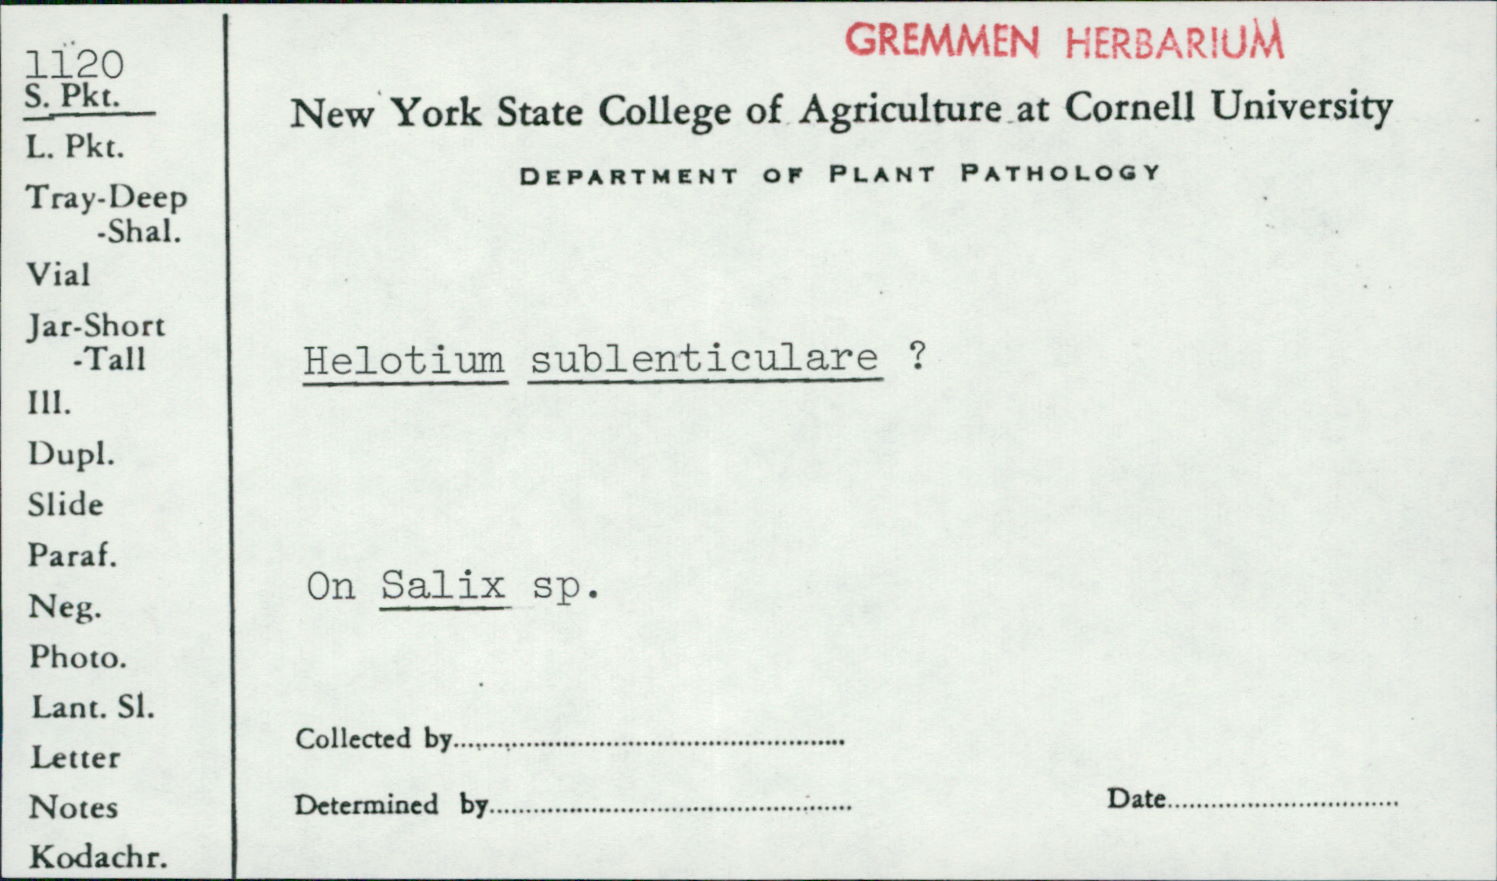 1120
S. Pkt.
L. Pkt.
Tray-Deep
-Shal.
Vial
Jar-Short
-Tall
Ill.
Dupl.
Slide
Paraf.
Neg.
Photo.
Lant. Sl.
Letter
Notes
Kodachr.
GREMMEN HERBARIUM
New York State College of Agriculture at Cornell University
DEPARTMENT OF PLANT PATHOLOGY
Helotium sublenticulare ?
On Salix sp.
Collected by
Determined by
Date